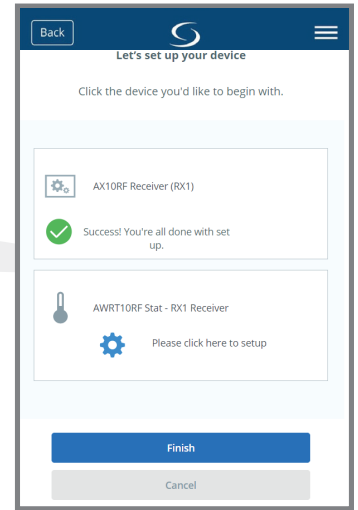 Back
Let's set up your device
Click the device you'd like to begin with.
AX10RF Receiver (RX1)
Success! You're all done with set
up.
AWRT10RF Stat - RX1 Receiver
Please click here to setup
Finish
Cancel